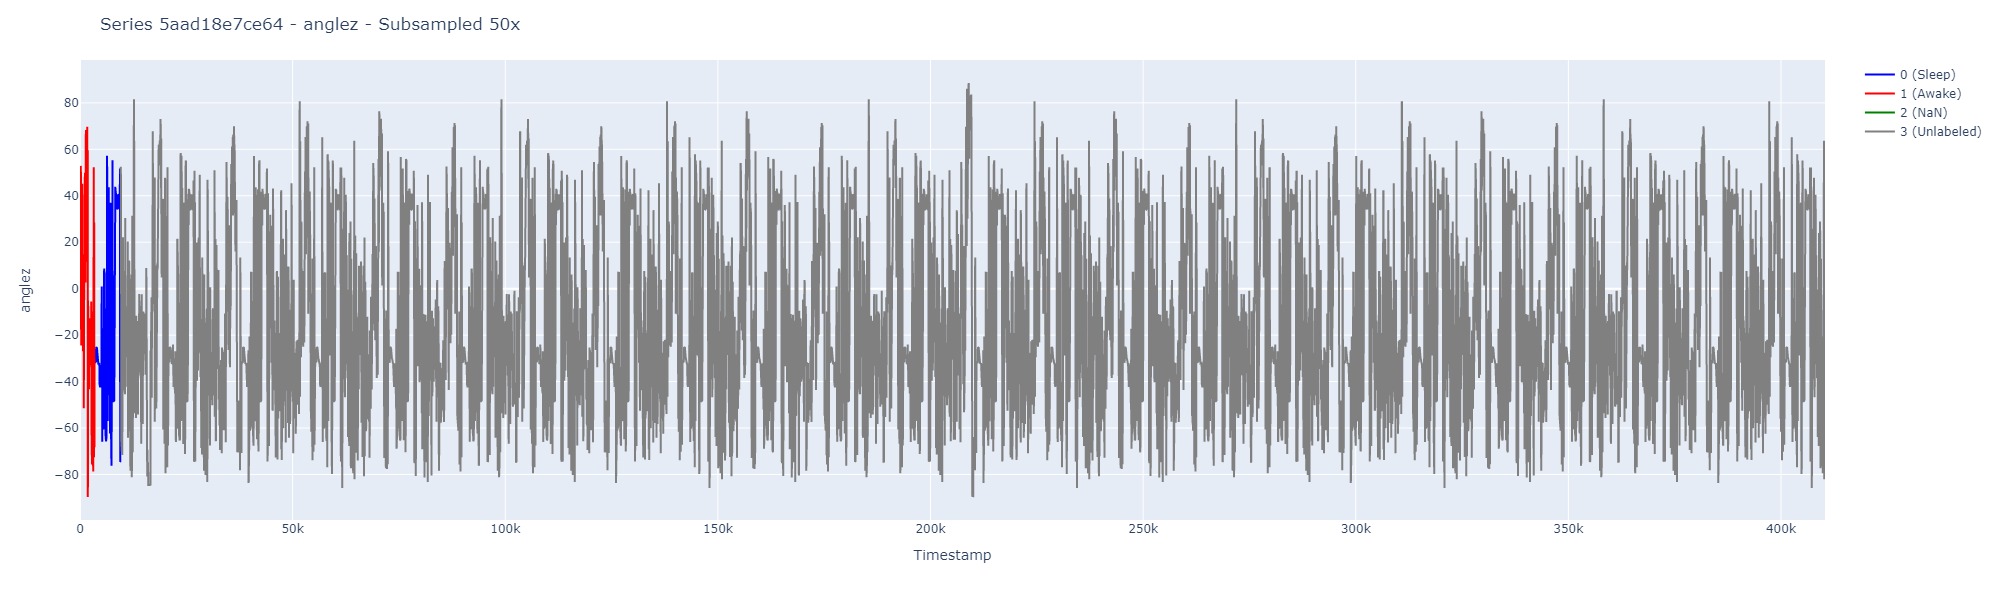 Series 5aad18e7ce64 - anglez - Subsampled 50x
0 (Sleep)
1 (Awake)
2 (NaN)
3 (Unlabeled)
80
60
40
20
0
−20
−40
−60
−80
anglez
0 50k 100k 150k 200k 250k 300k 350k 400k
Timestamp